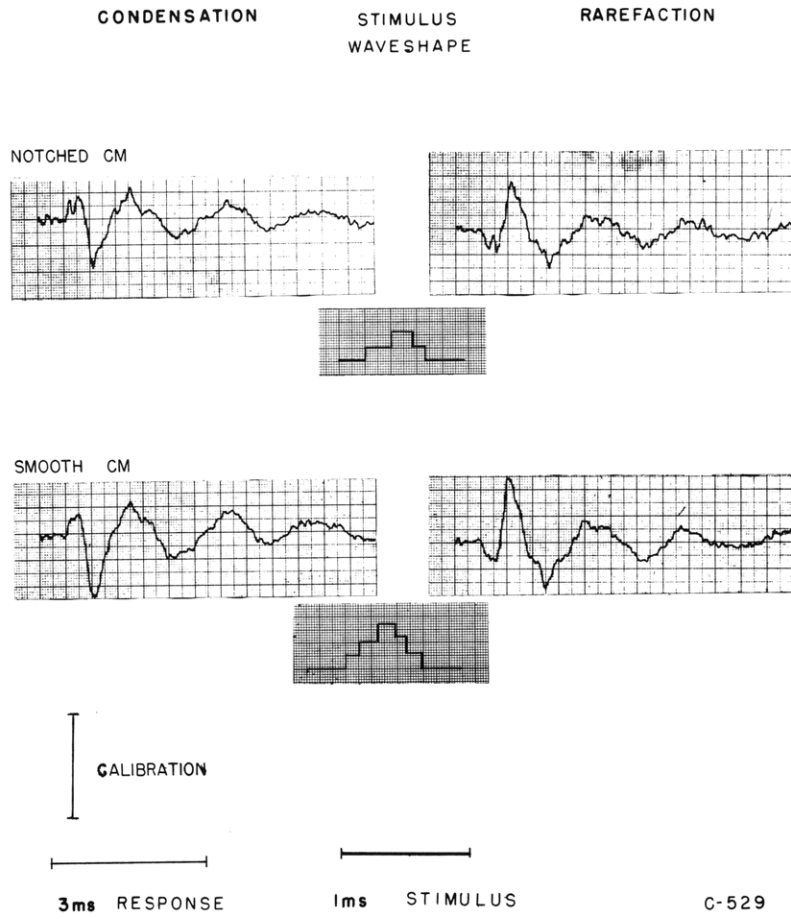 CONDENSATION
STIMULUS
WAVESHAPE
RAREFACTION
NOTCHED CM
SMOOTH CM
CALIBRATION
3ms RESPONSE
1ms STIMULUS
C-529